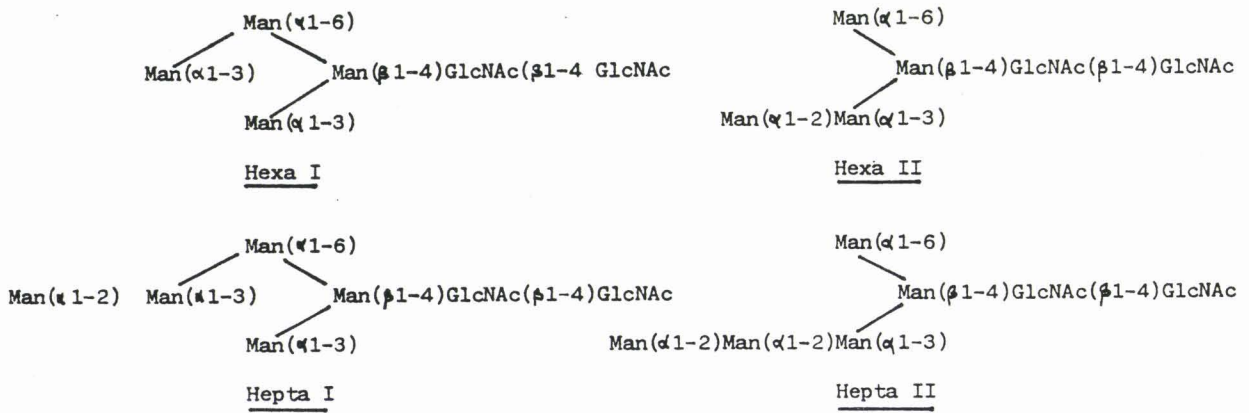 Man(α1-6)
Man(α1-3) Man(β1-4)GlcNAc(β1-4 GlcNAc
Man(α1-3)
Hexa I
Man(α1-6)
Man(β1-4)GlcNAc(β1-4)GlcNAc
Man(α1-2)Man(α1-3)
Hexa II
Man(α1-6)
Man(α1-2) Man(α1-3) Man(β1-4)GlcNAc(β1-4)GlcNAc
Man(α1-3)
Hepta I
Man(α1-6)
Man(β1-4)GlcNAc(β1-4)GlcNAc
Man(α1-2)Man(α1-2)Man(α1-3)
Hepta II